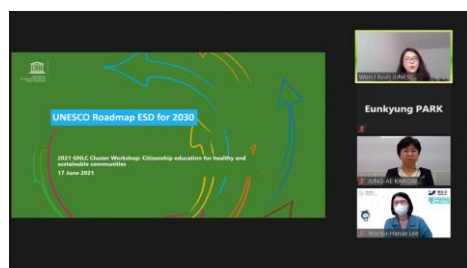 UNESCO Roadmap ESD for 2030
2021 GNLC Cluster Workshop: Citizenship education for healthy and
sustainable communities
17 June 2021
Eunkyung PARK